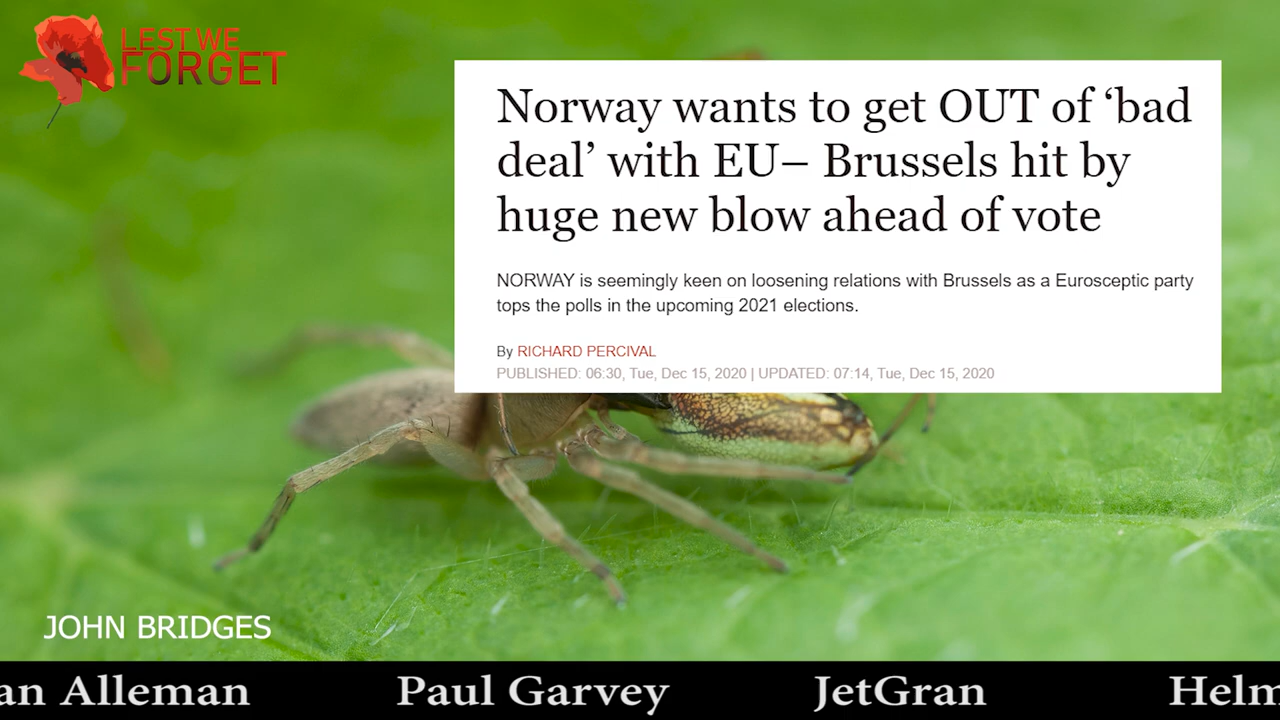 LEST WE
FORGET
Norway wants to get OUT of ‘bad
deal’ with EU– Brussels hit by
huge new blow ahead of vote
NORWAY is seemingly keen on loosening relations with Brussels as a Eurosceptic party
tops the polls in the upcoming 2021 elections.
By RICHARD PERCIVAL
PUBLISHED: 06:30, Tue, Dec 15, 2020 | UPDATED: 07:14, Tue, Dec 15, 2020
JOHN BRIDGES
an Alleman Paul Garvey JetGran Helm